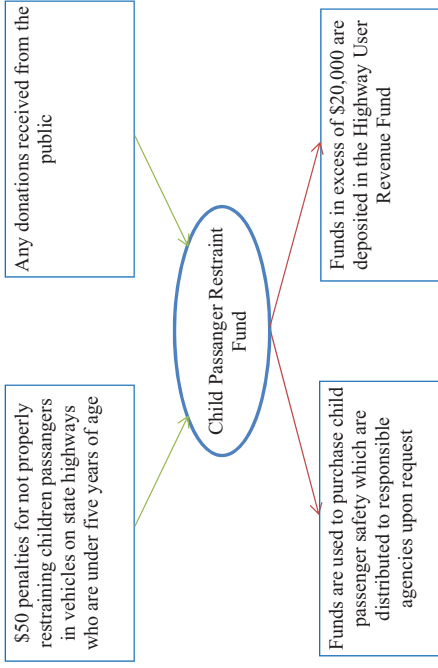 $50 penalties for not properly
restraining children passangers
in vehicles on state highways
who are under five years of age
Any donations received from the
public
Child Passanger Restraint
Fund
Funds are used to purchase child
passenger safety which are
distributed to responsible
agencies upon request
Funds in excess of $20,000 are
deposited in the Highway User
Revenue Fund